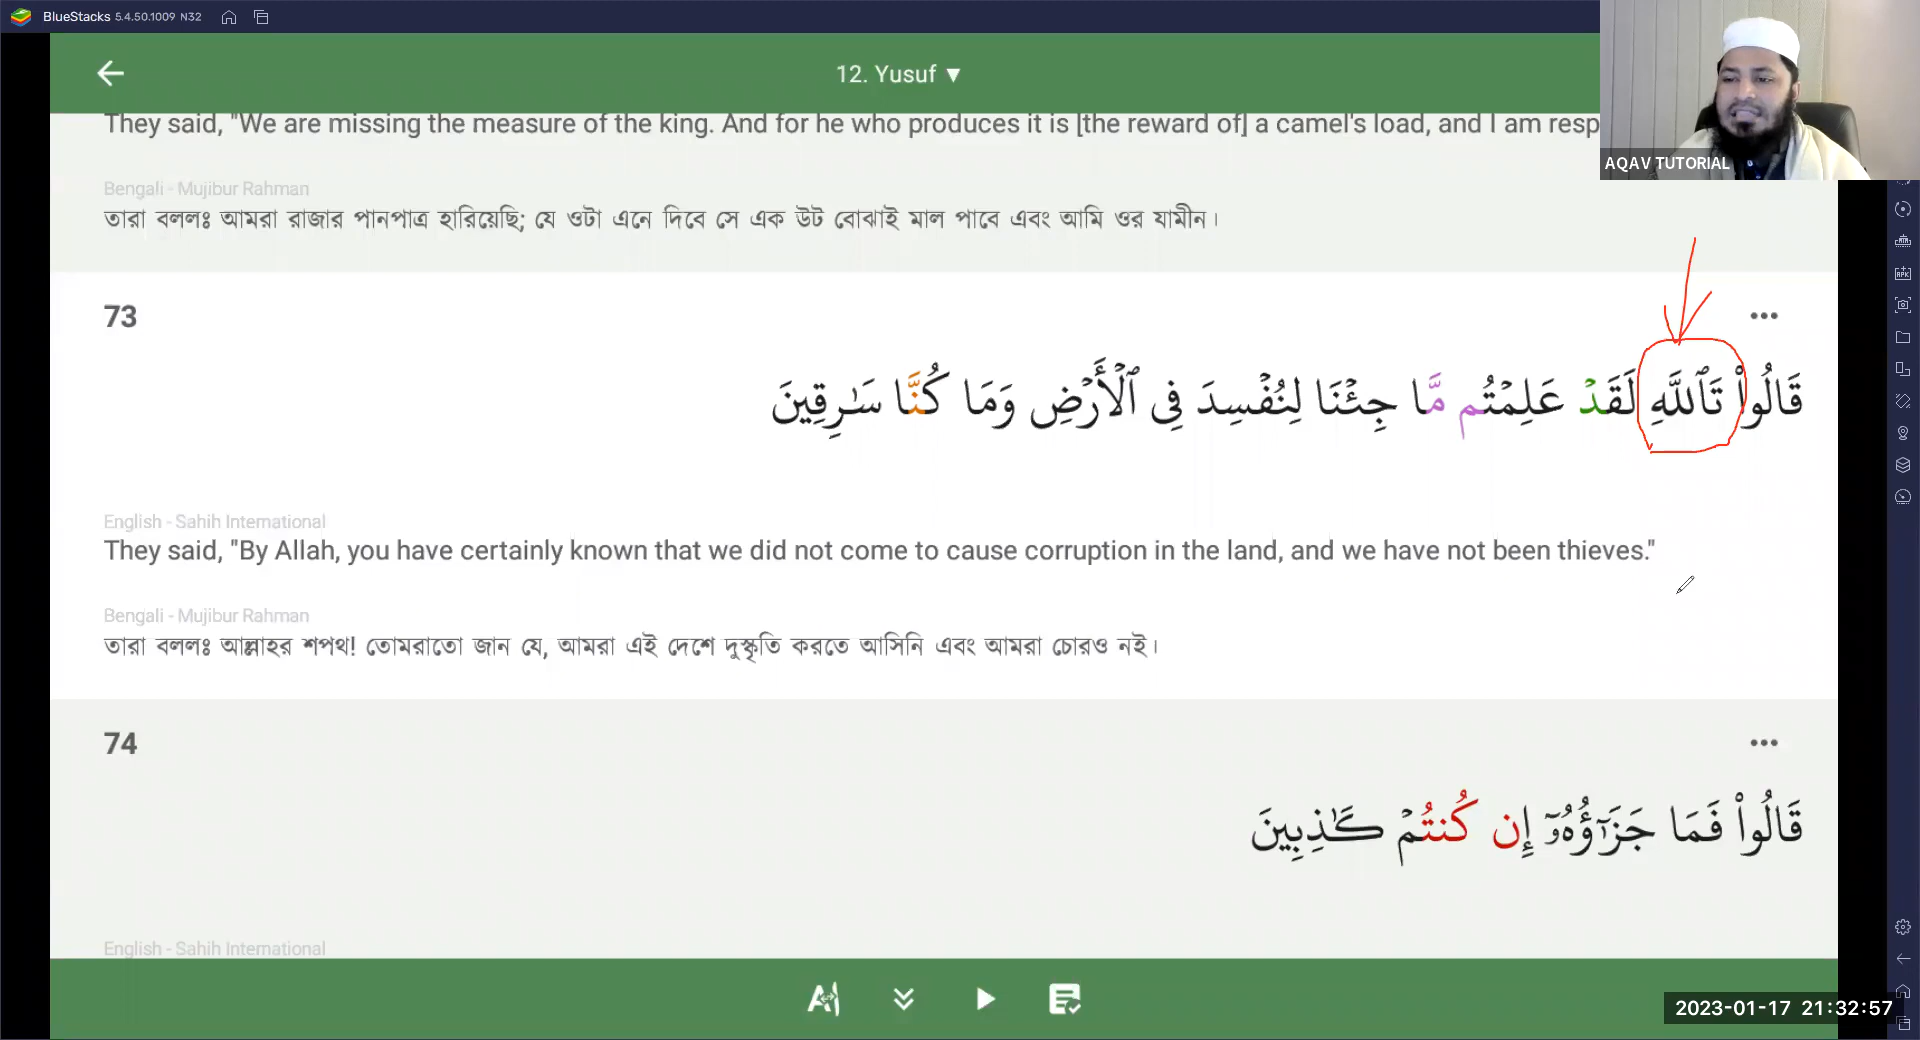 BlueStacks 5.4.50.1009 N32
12. Yusuf ▼
They said, "We are missing the measure of the king. And for he who produces it is [the reward of] a camel's load, and I am resp
AQAV TUTORIAL
Bengali - Mujibur Rahman
তারা বললঃ আমরা রাজার পানপাত্র হারিয়েছি; যে ওটা এনে দিবে সে এক উট বোঝাই মাল পাবে এবং আমি ওর যামীন।
73
قَالُوا۟ تَٱللَّهِ لَقَدْ عَلِمْتُم مَّا جِئْنَا لِنُفْسِدَ فِى ٱلْأَرْضِ وَمَا كُنَّا سَـٰرِقِينَ
English - Sahih International
They said, "By Allah, you have certainly known that we did not come to cause corruption in the land, and we have not been thieves."
Bengali - Mujibur Rahman
তারা বললঃ আল্লাহর শপথ! তোমরাতো জান যে, আমরা এই দেশে দুস্কৃতি করতে আসিনি এবং আমরা চোরও নই।
74
قَالُوا۟ فَمَا جَزَٰٓؤُهُۥٓ إِن كُنتُمْ كَـٰذِبِينَ
English - Sahih International
2023-01-17 21:32:57